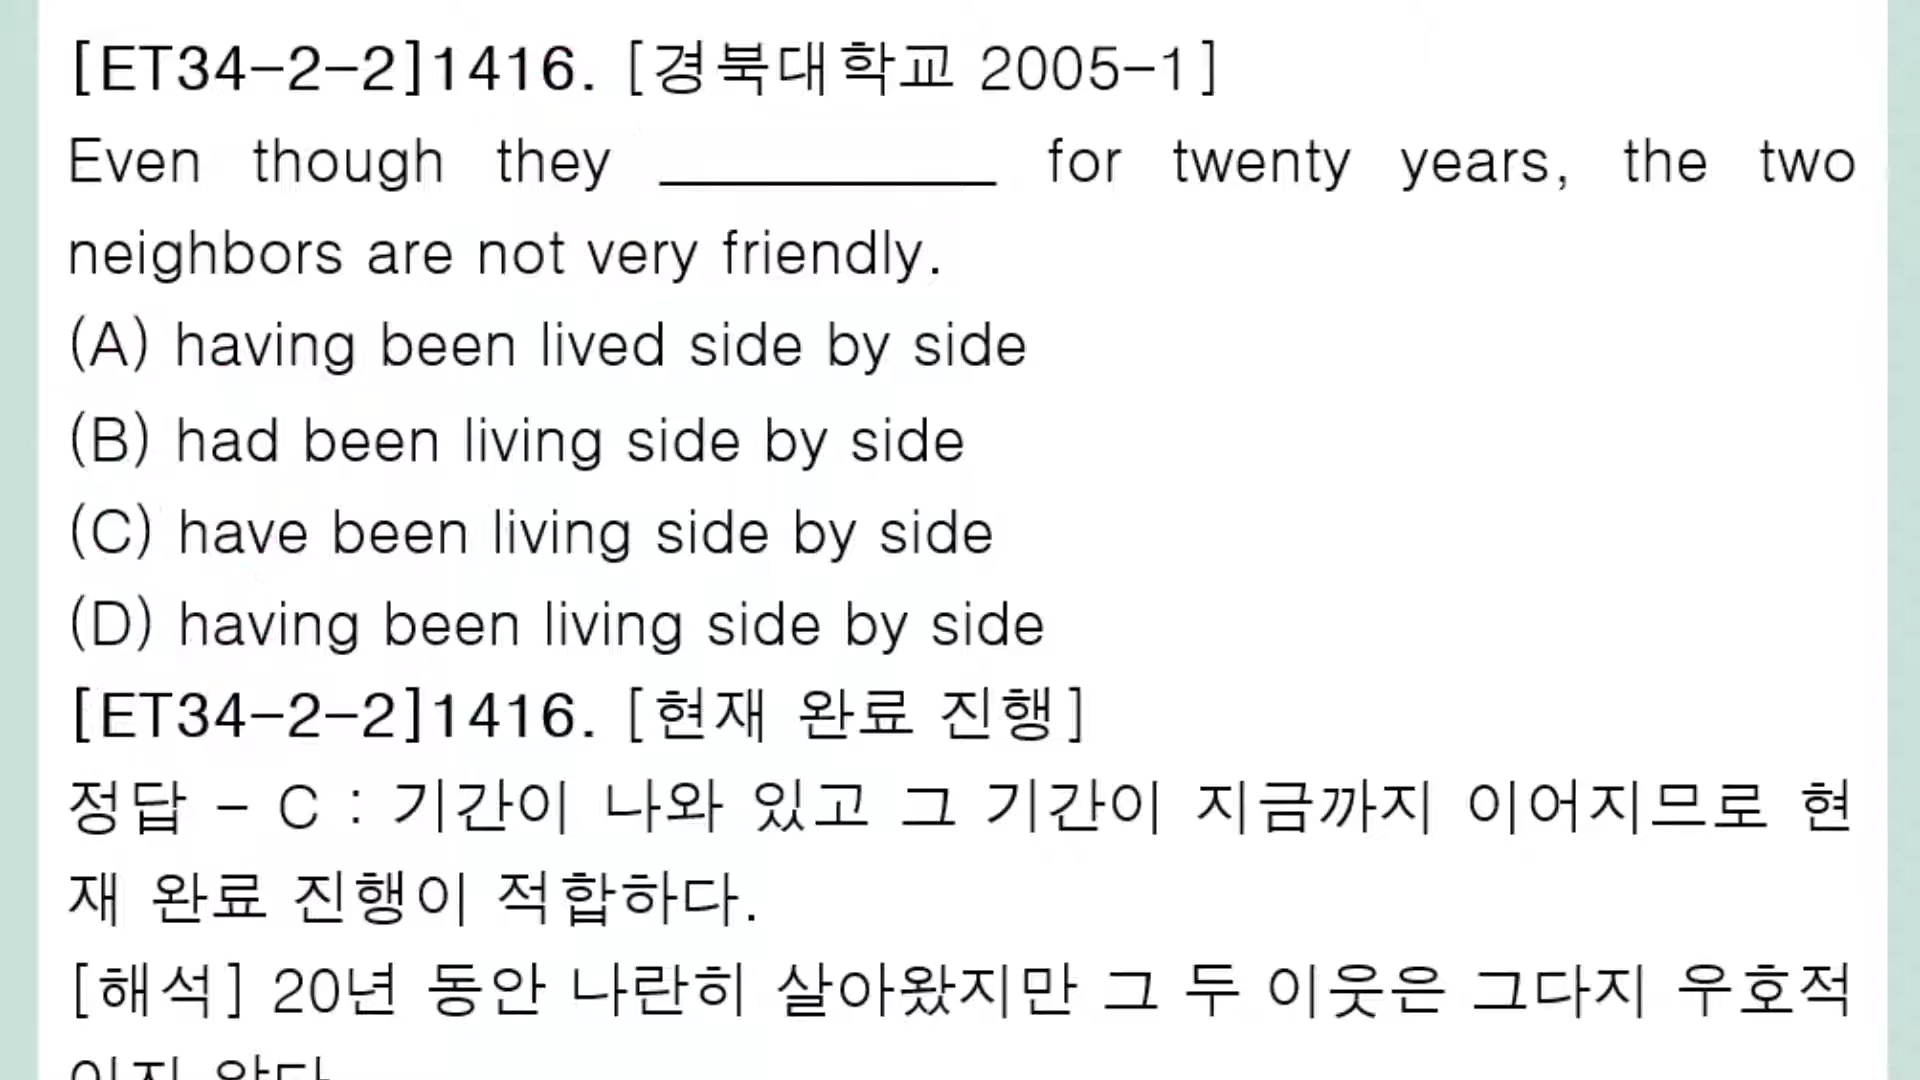 [ET34-2-2]1416. [경북대학교 2005-1]
Even though they __________ for twenty years, the two
neighbors are not very friendly.
(A) having been lived side by side
(B) had been living side by side
(C) have been living side by side
(D) having been living side by side
[ET34-2-2]1416. [현재 완료 진행]
정답 - C : 기간이 나와 있고 그 기간이 지금까지 이어지므로 현
재 완료 진행이 적합하다.
[해석] 20년 동안 나란히 살아왔지만 그 두 이웃은 그다지 우호적